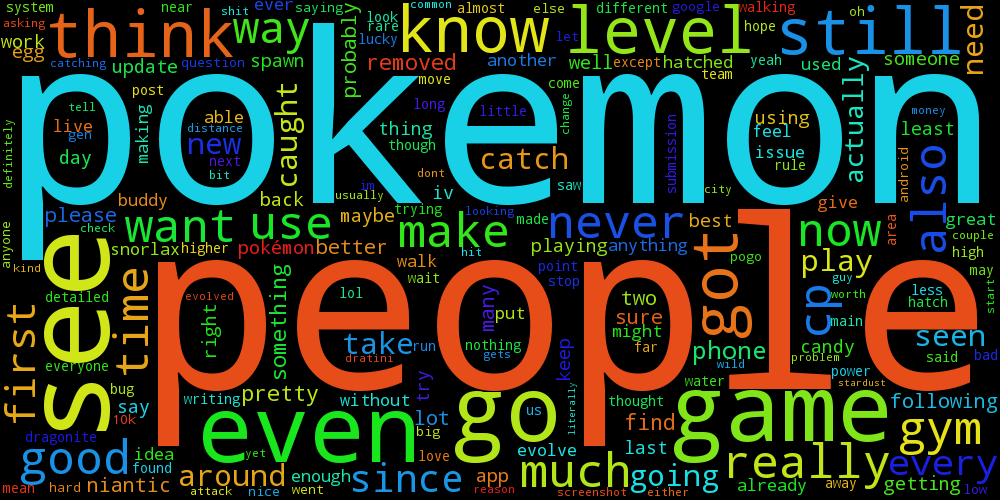 system
asking
shit
near
ever
saying
think
way
work
egg
catching
update
question
spawn
lucky
probably
look
rare
almost
common
know
removed
another
else
let
different
google
level
well
except
hatched
walking
hope
oh
yeah
used
still
someone
need
pokemon
tell
gen
live
day
post
making
able
distance
new
next
bit
caught
move
long
thing
though
dont
iv
little
catch
come
team
change
saw
submission
using
feel
issue
rule
city
actually
android
money
least
definitely
anyone
please
check
buddy
back
im
usually
maybe
trying
looking
made
never
best
give
area
also
great
couple
high
want
use
make
now
snorlax
higher
pokémon
better
walk
hit
playing
anything
pogo
play
kind
see
time
people
evolved
lol
wait
many
point
stop
two
got
cp
guy
worth
may
start
less
hatch
detailed
first
everyone
right
something
take
run
put
nothing
gets
sure
might
far
phone
main
seen
candy
said
bad
dratini
try
keep
wild
problem
power
stardust
bug
say
10k
writing
pretty
without
lot
big
us
literally
thought
water
find
game
following
dragonite
even
go
good
idea
found
yet
love
evolve
last
really
gym
every
mean
hard
niantic
around
attack
nice
enough
went
since
app
reason
much
screenshot
going
either
already
away
getting
low